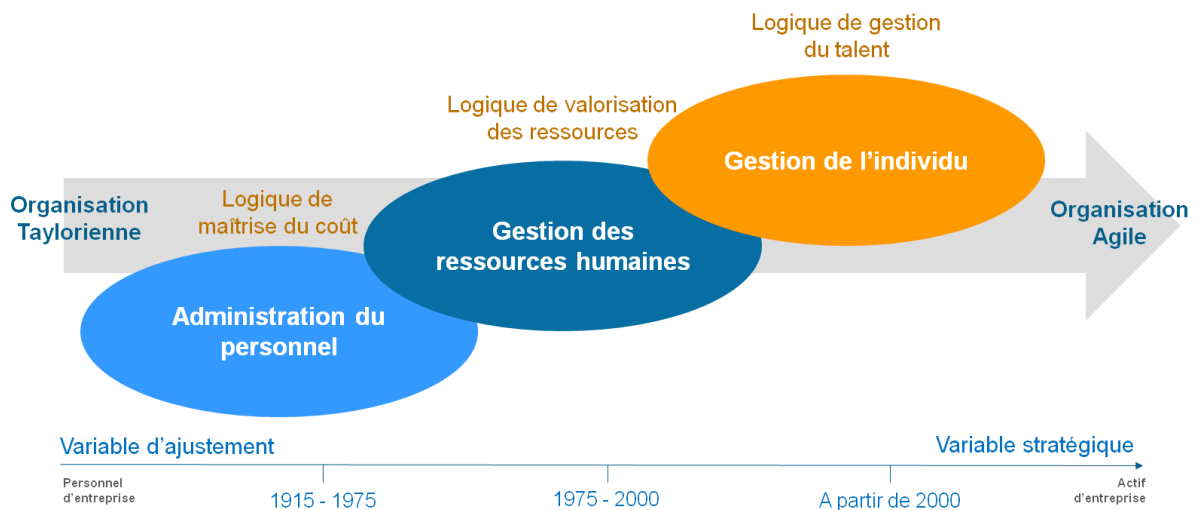 Logique de gestion
du talent
Logique de valorisation
des ressources
Gestion de l'individu
Organisation
Taylorienne
Logique de
maîtrise du coût
Organisation
Agile
Gestion des
ressources humaines
Administration du
personnel
Variable d'ajustement
Variable stratégique
Personnel
d'entreprise
1915 - 1975
1975 - 2000
A partir de 2000
Actif
d'entreprise